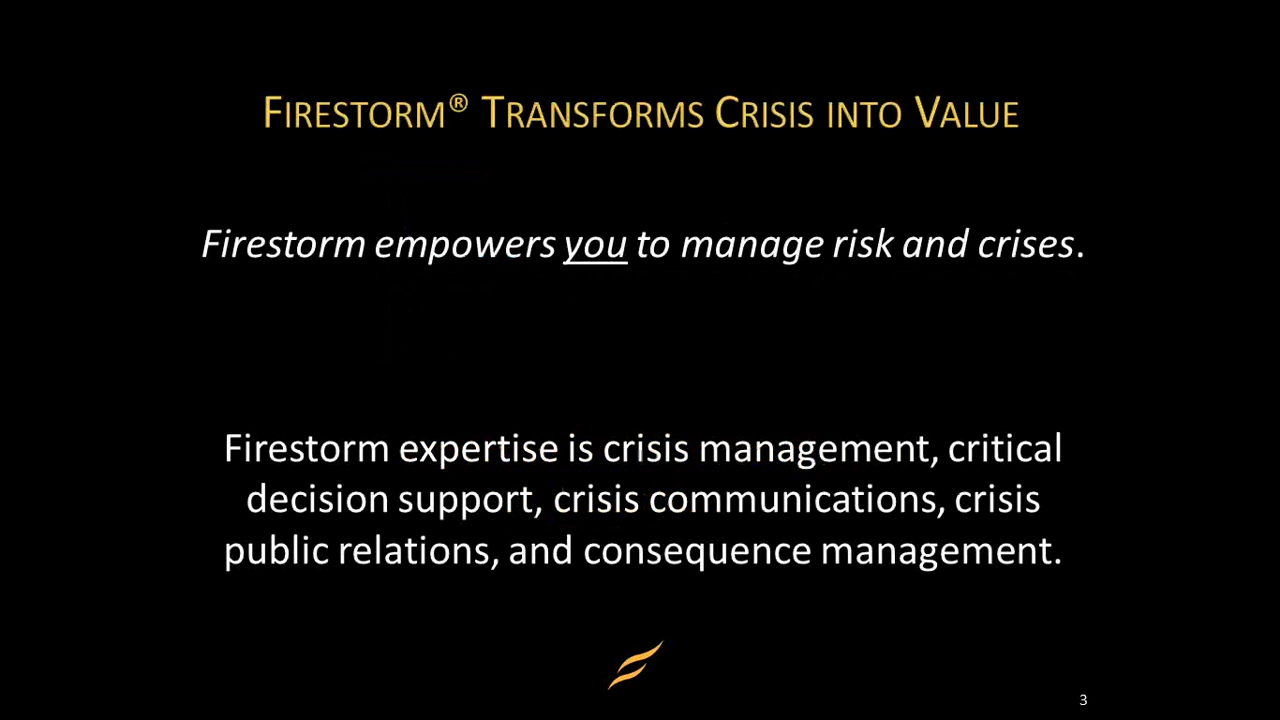 Firestorm® Transforms Crisis into Value
Firestorm empowers you to manage risk and crises.
Firestorm expertise is crisis management, critical
decision support, crisis communications, crisis
public relations, and consequence management.
3